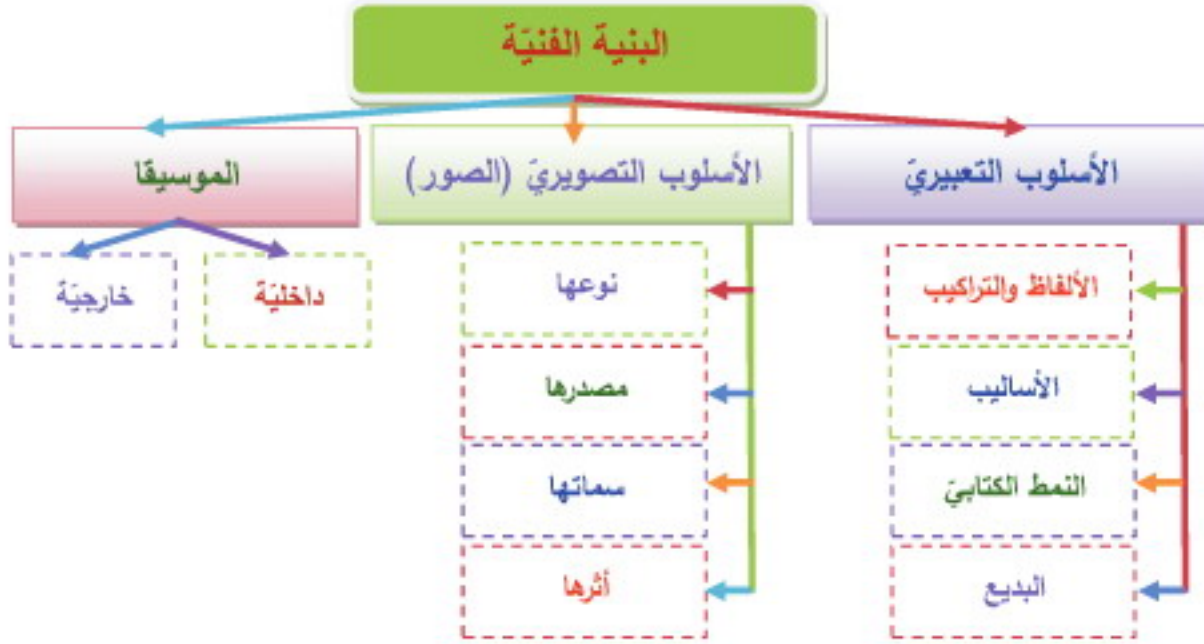 البنية الفنيّة
الأسلوب التعبيريّ
الأسلوب التصويريّ (الصور)
الموسيقا
الألفاظ والتراكيب
الأساليب
النمط الكتابيّ
البديع
نوعها
مصدرها
سماتها
أثرها
داخليّة
خارجيّة